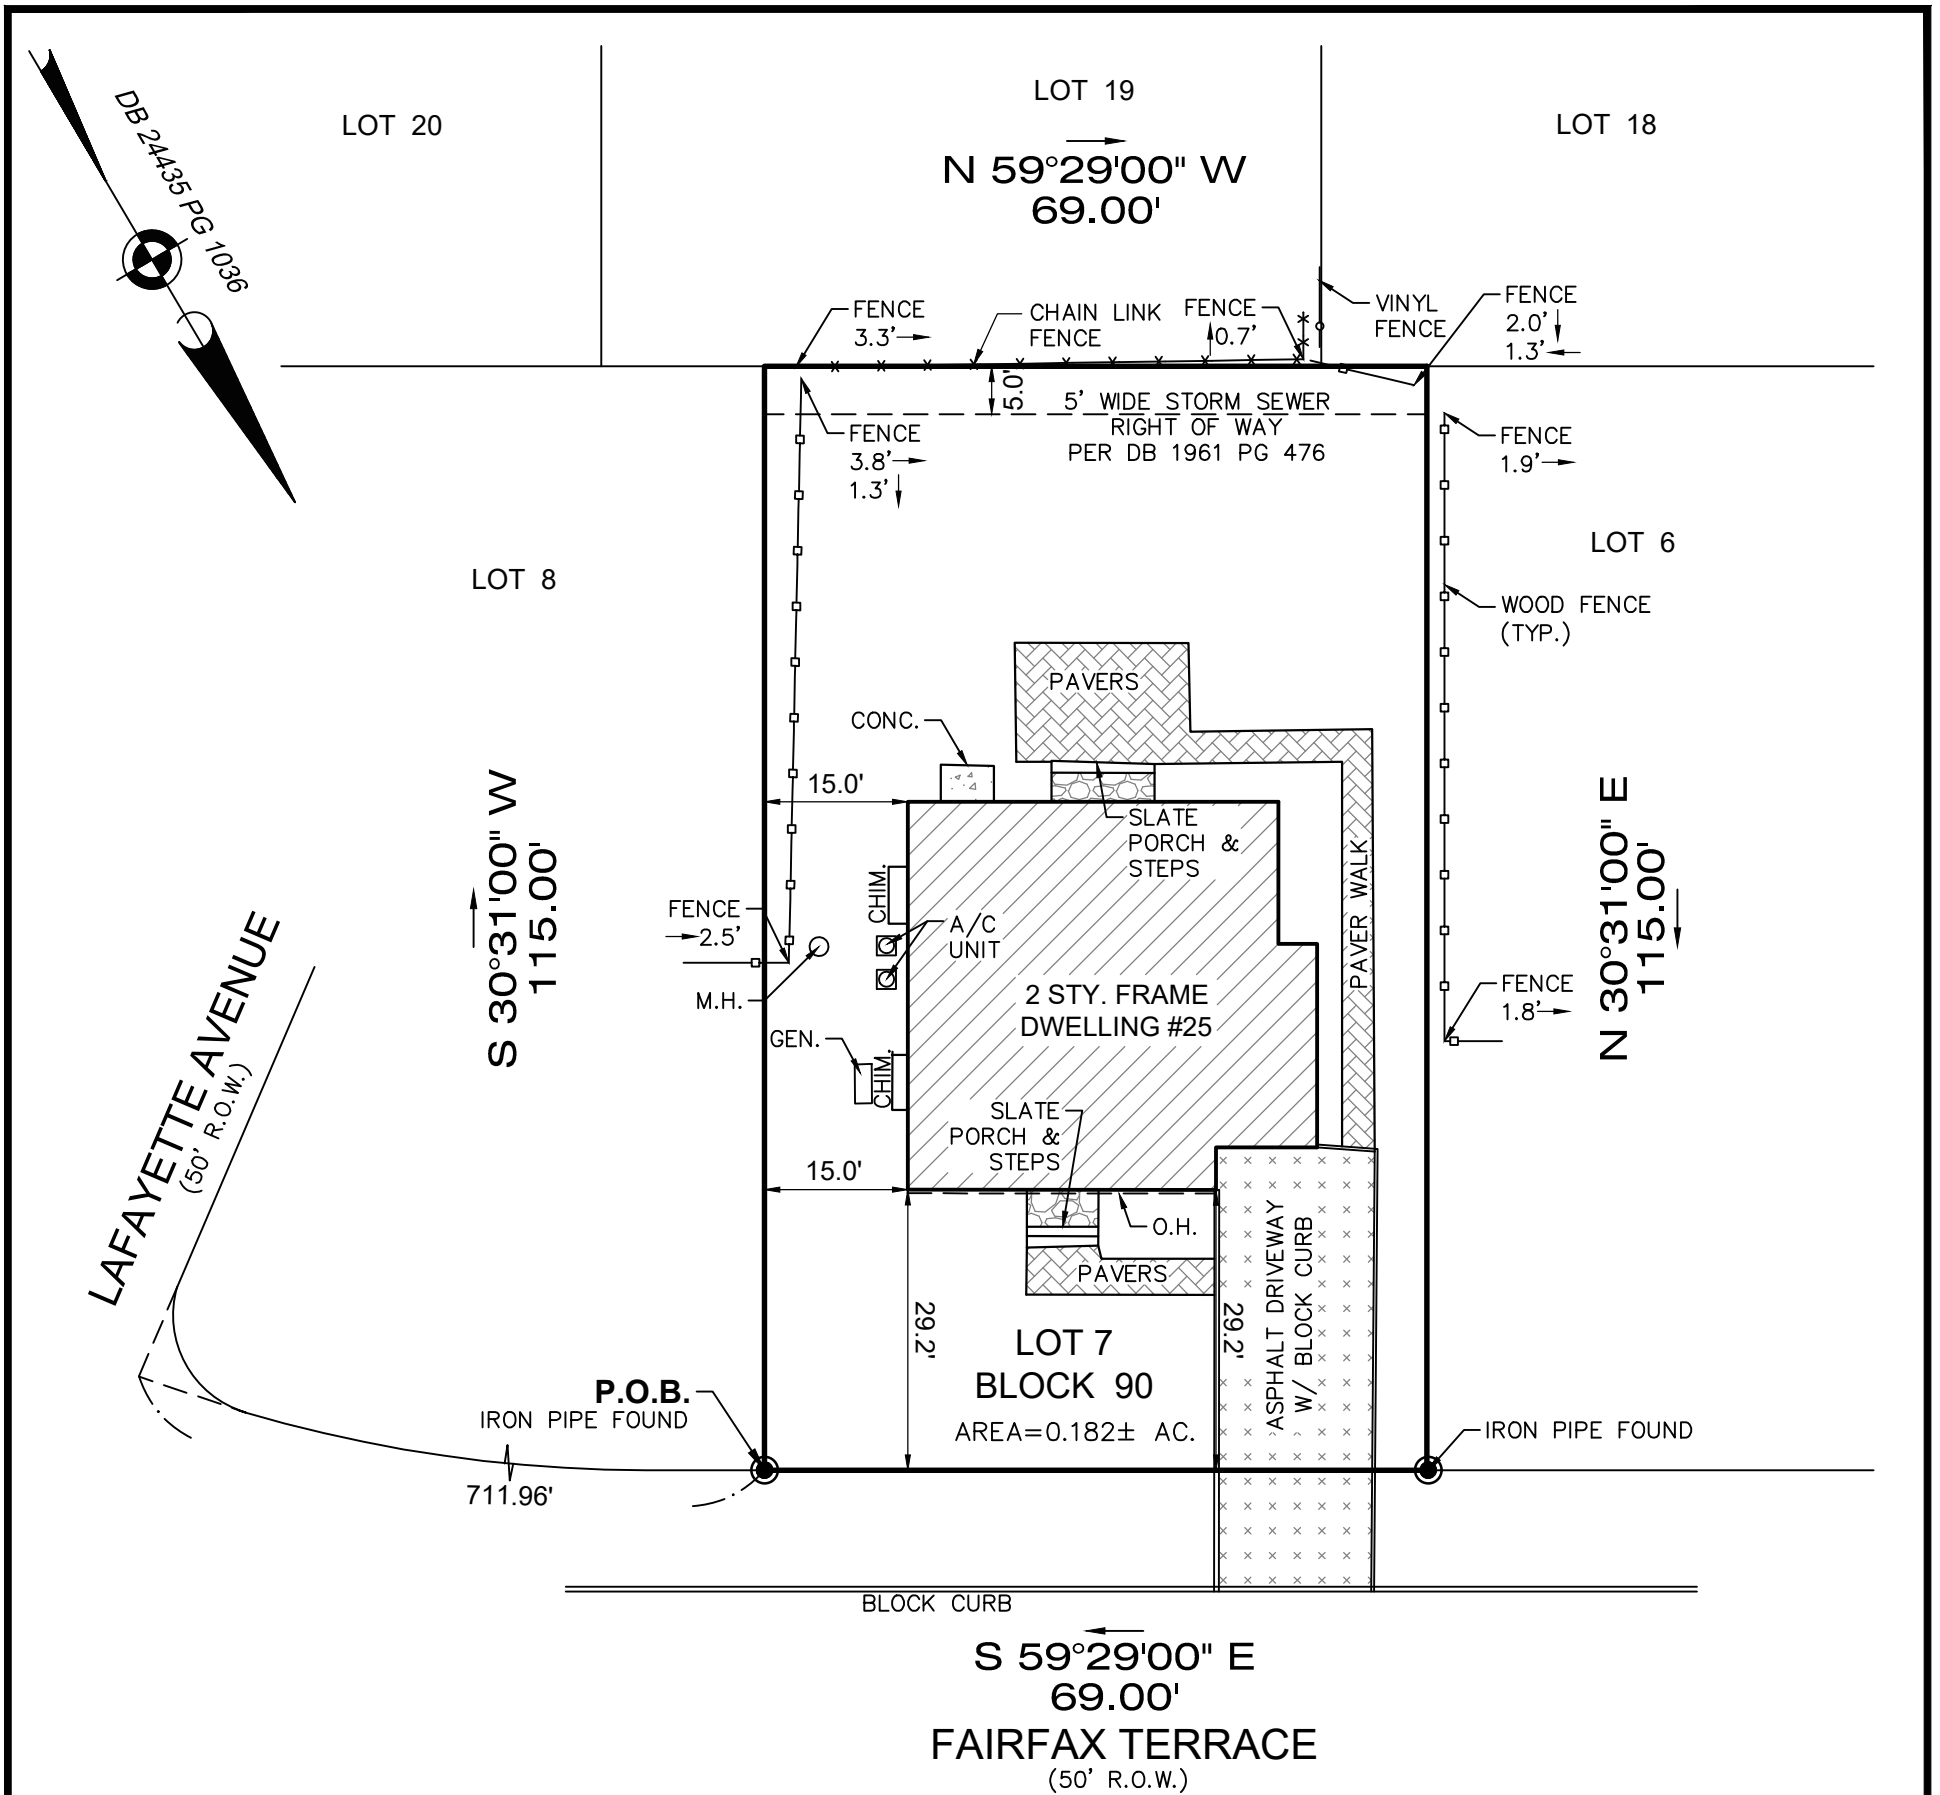 DB 24435 PG 1036
LOT 20
LOT 19
LOT 18
N 59°29'00" W
69.00'
FENCE
3.3'
CHAIN LINK
FENCE
FENCE
0.7'
VINYL
FENCE
FENCE
2.0'
1.3'
5.0'
5' WIDE STORM SEWER
RIGHT OF WAY
PER DB 1961 PG 476
FENCE
3.8'
1.3'
FENCE
1.9'
LOT 8
LOT 6
WOOD FENCE
(TYP.)
PAVERS
CONC.
15.0'
SLATE
PORCH &
STEPS
S 30°31'00" W
115.00'
N 30°31'00" E
115.00'
PAVER WALK
CHIM.
FENCE
2.5'
A/C
UNIT
M.H.
2 STY. FRAME
DWELLING #25
FENCE
1.8'
GEN.
CHIM.
SLATE
PORCH &
STEPS
LAFAYETTE AVENUE
(50' R.O.W.)
15.0'
O.H.
PAVERS
ASPHALT DRIVEWAY
W/ BLOCK CURB
29.2'
29.2'
LOT 7
BLOCK 90
AREA=0.182± AC.
P.O.B.
IRON PIPE FOUND
IRON PIPE FOUND
711.96'
BLOCK CURB
S 59°29'00" E
69.00'
FAIRFAX TERRACE
(50' R.O.W.)